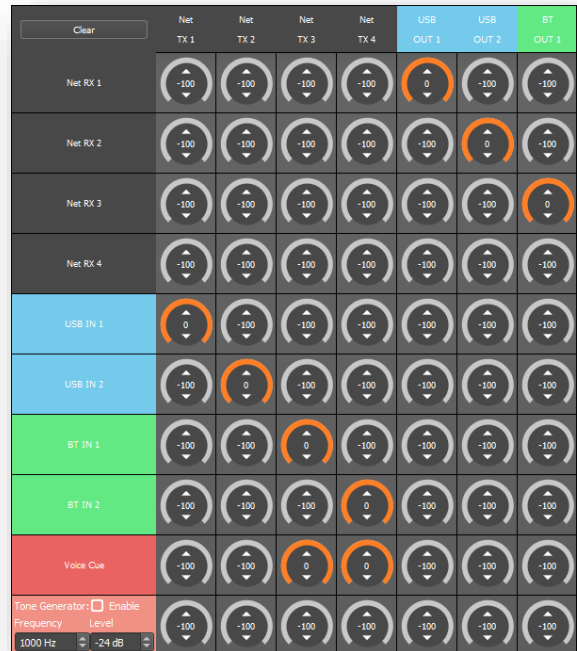 Clear Net Net Net Net USB USB BT
TX 1 TX 2 TX 3 TX 4 OUT 1 OUT 2 OUT 1
Net RX 1 -100 -100 -100 -100 0 -100 -100
Net RX 2 -100 -100 -100 -100 -100 0 -100
Net RX 3 -100 -100 -100 -100 -100 -100 0
Net RX 4 -100 -100 -100 -100 -100 -100 -100
USB IN 1 0 -100 -100 -100 -100 -100 -100
USB IN 2 -100 0 -100 -100 -100 -100 -100
BT IN 1 -100 -100 0 -100 -100 -100 -100
BT IN 2 -100 -100 -100 0 -100 -100 -100
Voice Cue -100 -100 0 0 -100 -100 -100
Tone Generator: Enable
Frequency Level -100 -100 -100 -100 -100 -100 -100
1000 Hz -24 dB